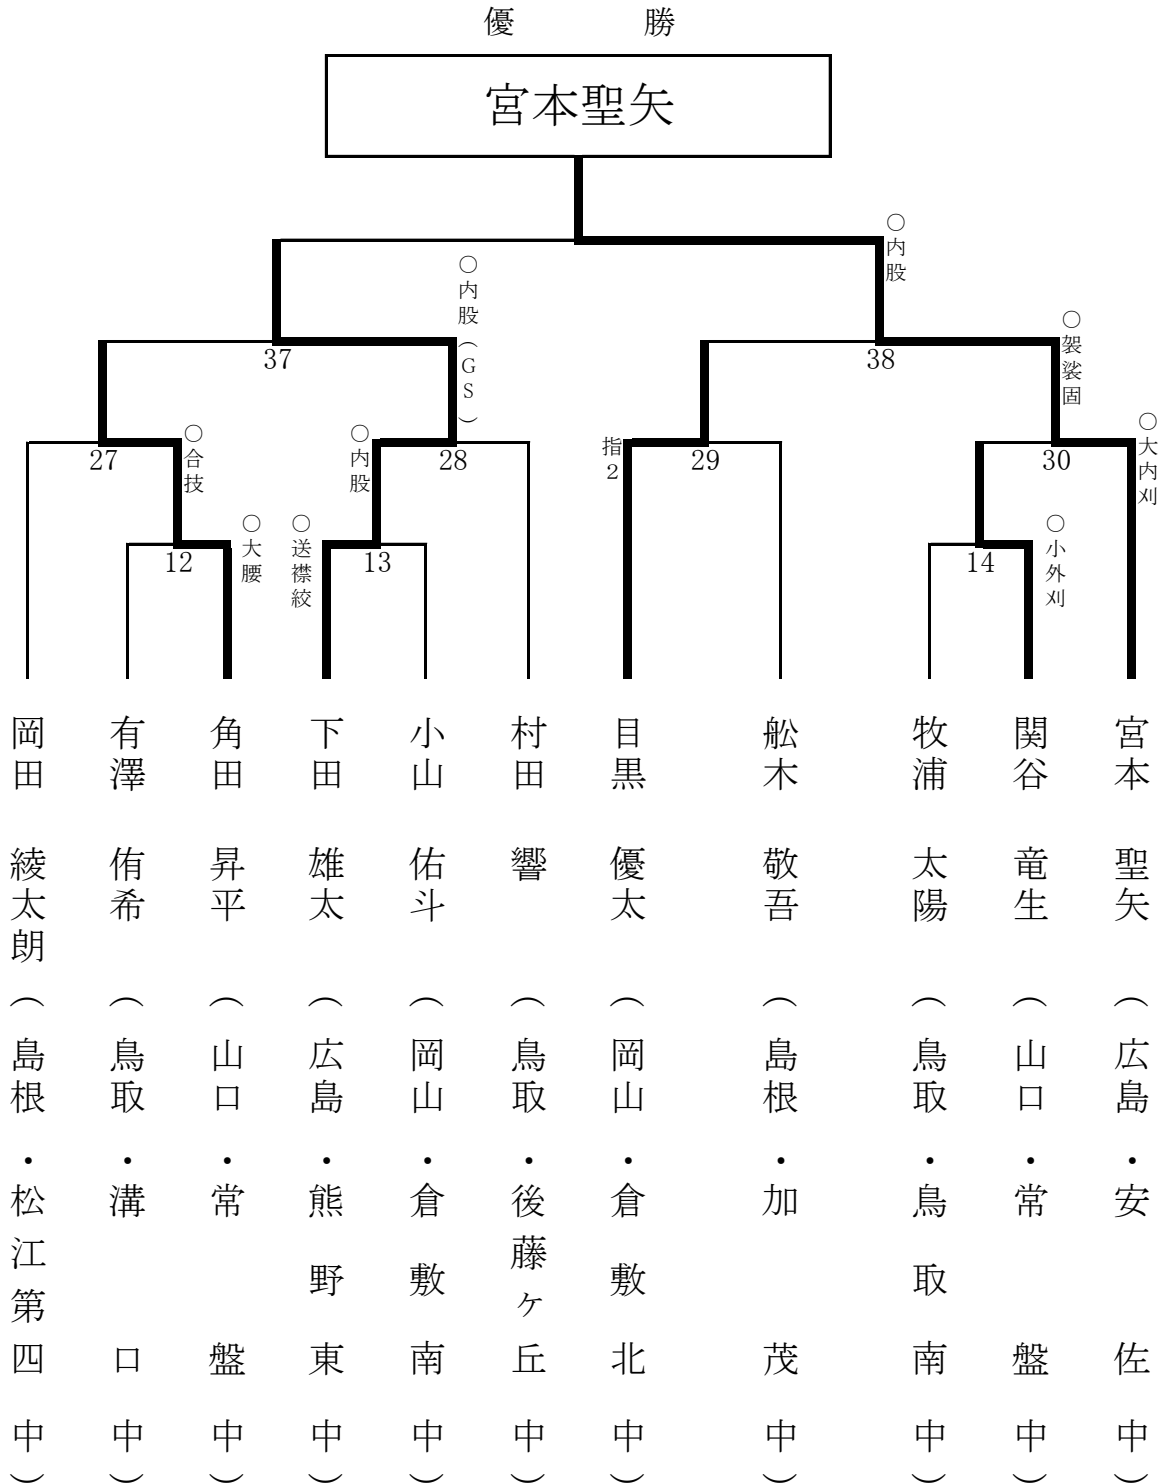 優勝
宮本聖矢
○内股
○内股(GS)
○袈裟固
37
38
○合技
○内股
指2
○大内刈
27
28
29
30
○大腰
○送襟絞
○小外刈
12
13
14
岡田 綾太朗(島根・松江第四中)
有澤 侑希(鳥取・溝口中)
角田 昇平(山口・常盤中)
下田 雄太(広島・熊野東中)
小山 佑斗(岡山・倉敷南中)
村田 響(鳥取・後藤ヶ丘中)
目黒 優太(岡山・倉敷北中)
舩木 敬吾(島根・加茂中)
牧浦 太陽(鳥取・鳥取南中)
関谷 竜生(山口・常盤中)
宮本 聖矢(広島・安佐中)